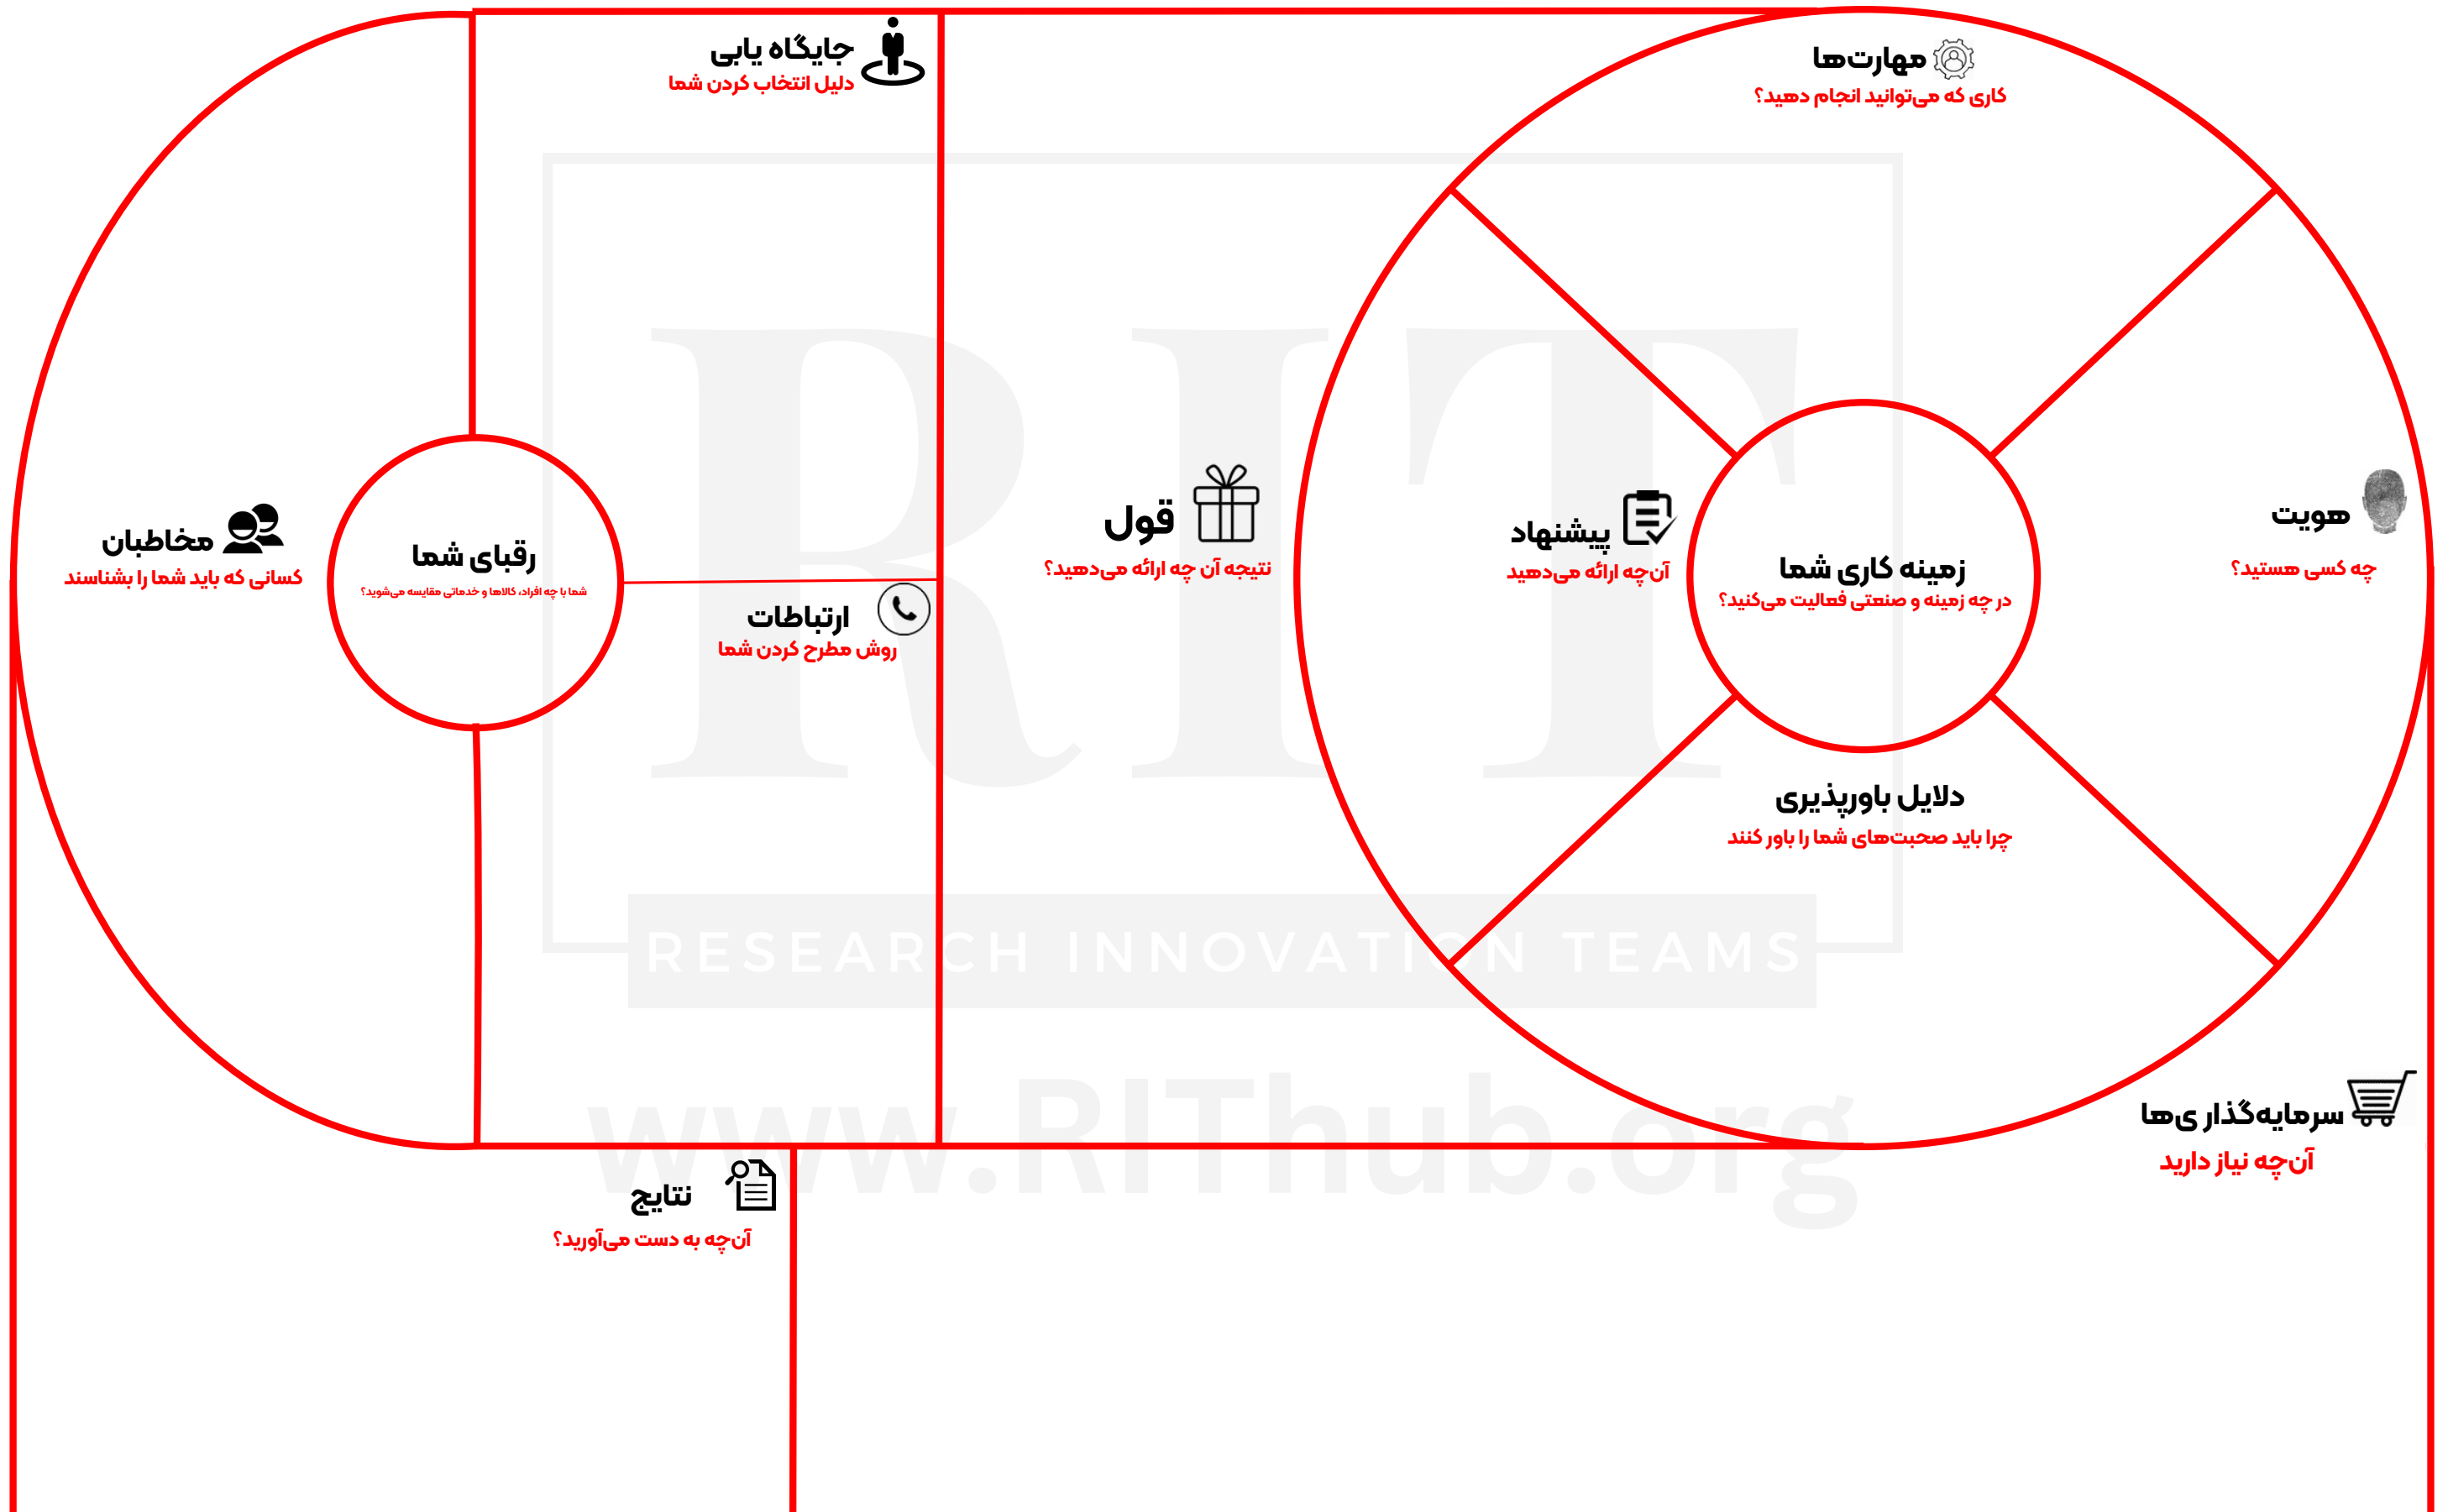 مهارت‌ها
کاری که می‌توانید انجام دهید؟
هویت
چه کسی هستید؟
زمینه کاری شما
در چه زمینه و صنعتی فعالیت می‌کنید؟
پیشنهاد
آن‌چه ارائه می‌دهید
دلایل باورپذیری
چرا باید صحبت‌های شما را باور کنند
قول
نتیجه آن چه ارائه می‌دهید؟
جایگاه یابی
دلیل انتخاب کردن شما
ارتباطات
روش مطرح کردن شما
رقبای شما
شما با چه افراد، کالاها و خدماتی مقایسه می‌شوید؟
مخاطبان
کسانی که باید شما را بشناسند
سرمایه‌گذار ی‌ها
آن‌چه نیاز دارید
نتایج
آن‌چه به دست می‌آورید؟
RIT
RESEARCH INNOVATION TEAMS
www.RIThub.org